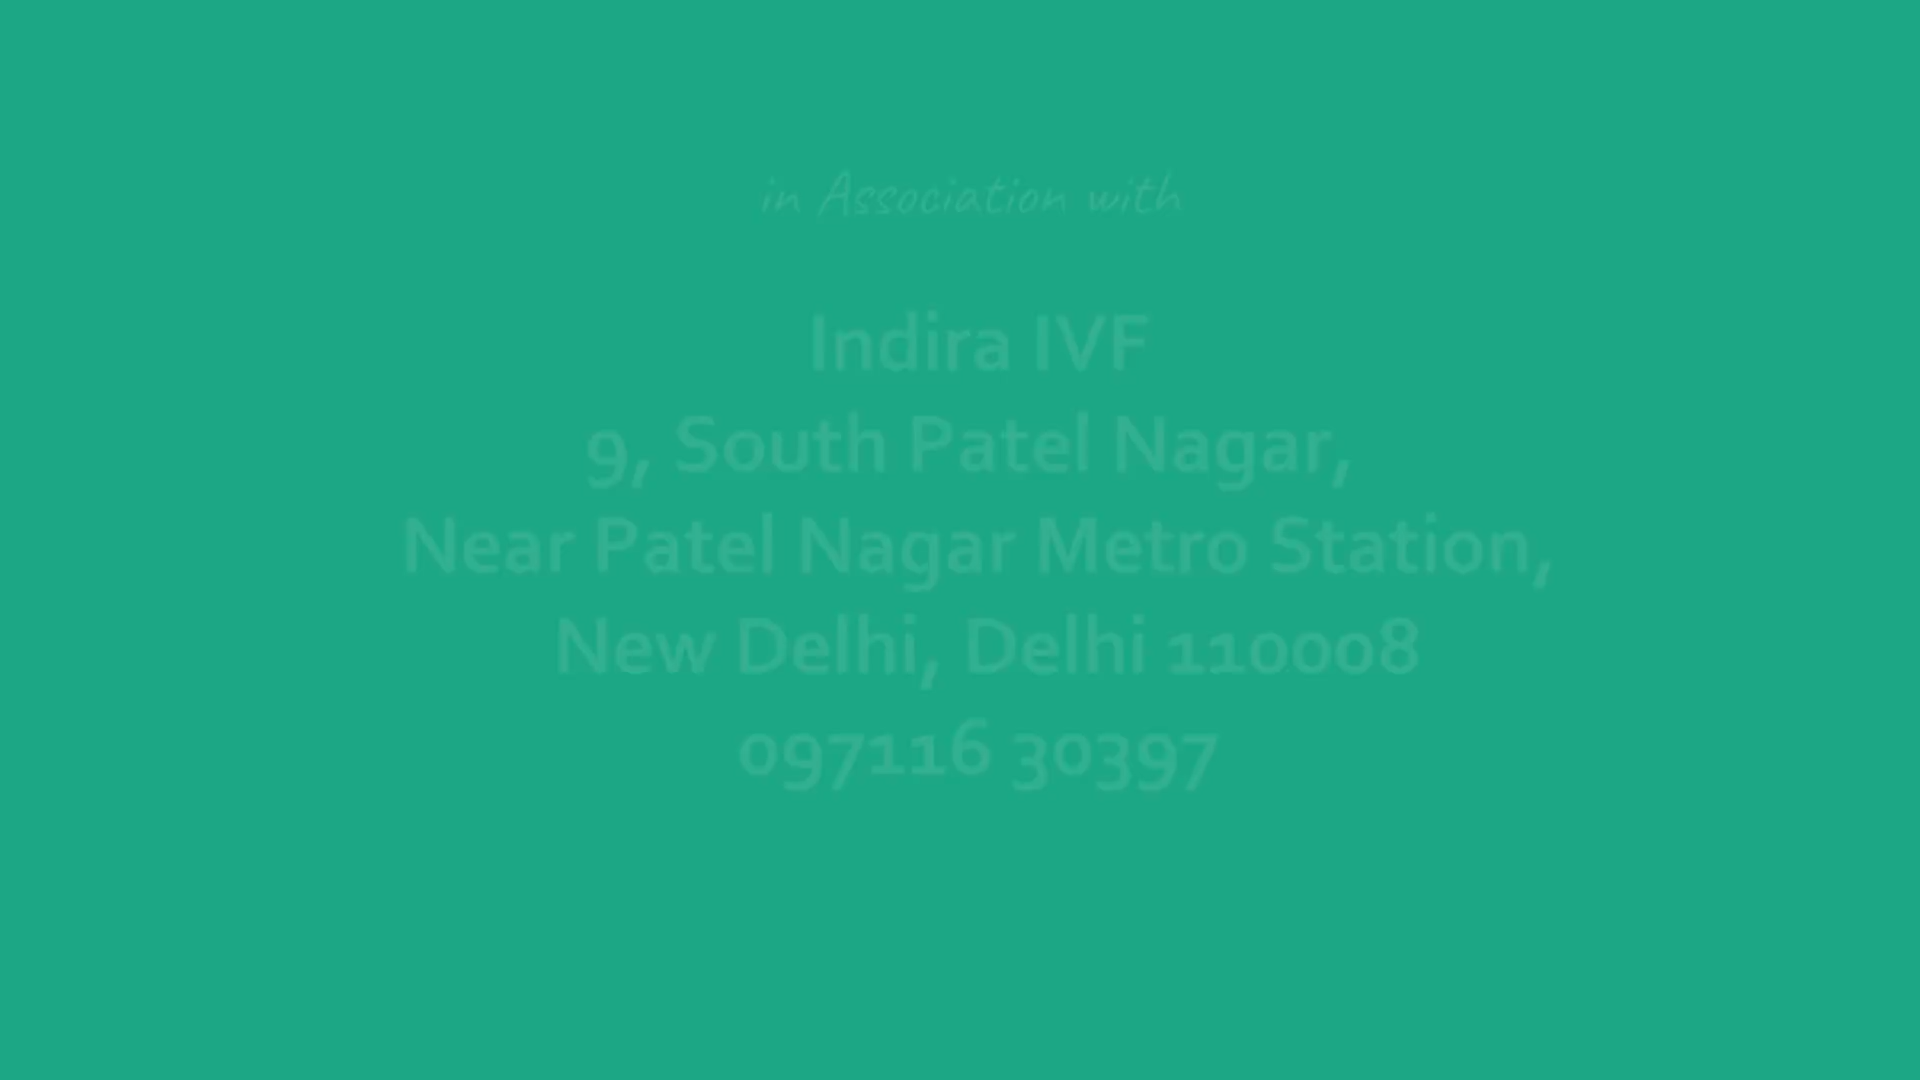 in Association with
Indira IVF
9, South Patel Nagar,
Near Patel Nagar Metro Station,
New Delhi, Delhi 110008
097116 30397